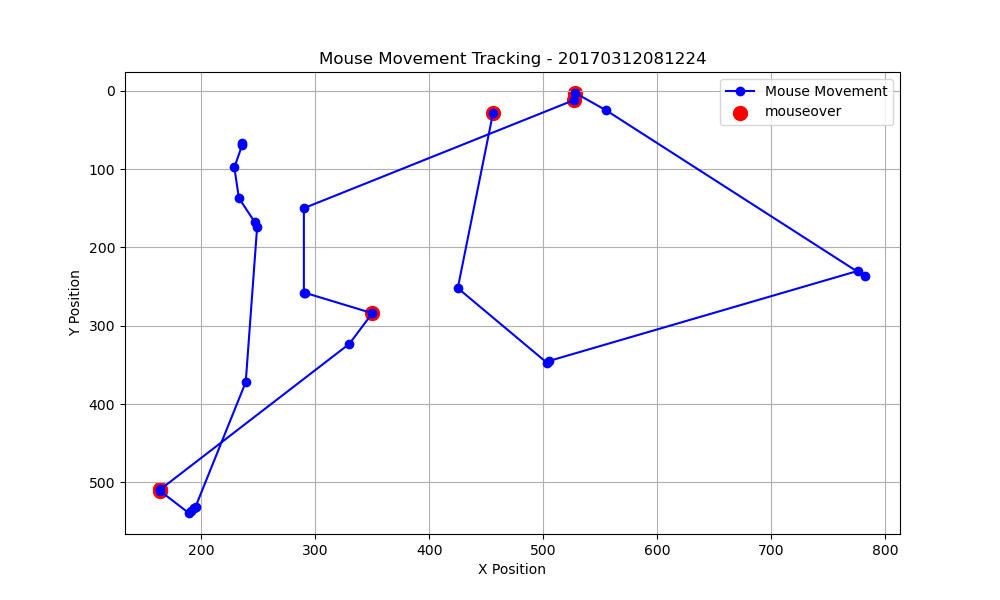 Mouse Movement Tracking - 20170312081224
Mouse Movement
mouseover
0
100
200
300
400
500
Y Position
200 300 400 500 600 700 800
X Position